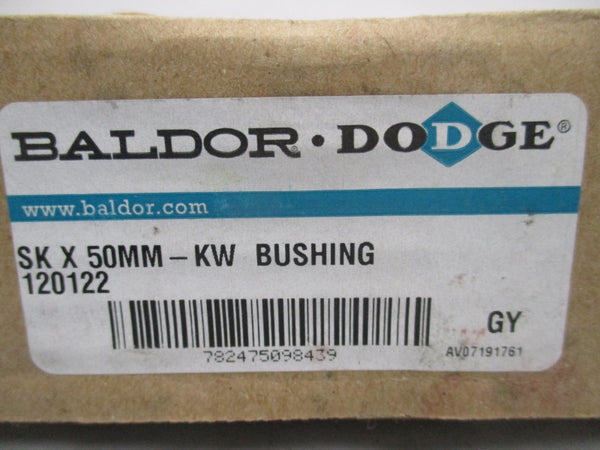 BALDOR · DODGE®
www.baldor.com
SK X 50MM – KW BUSHING
120122
GY
782475098439
AV07191761